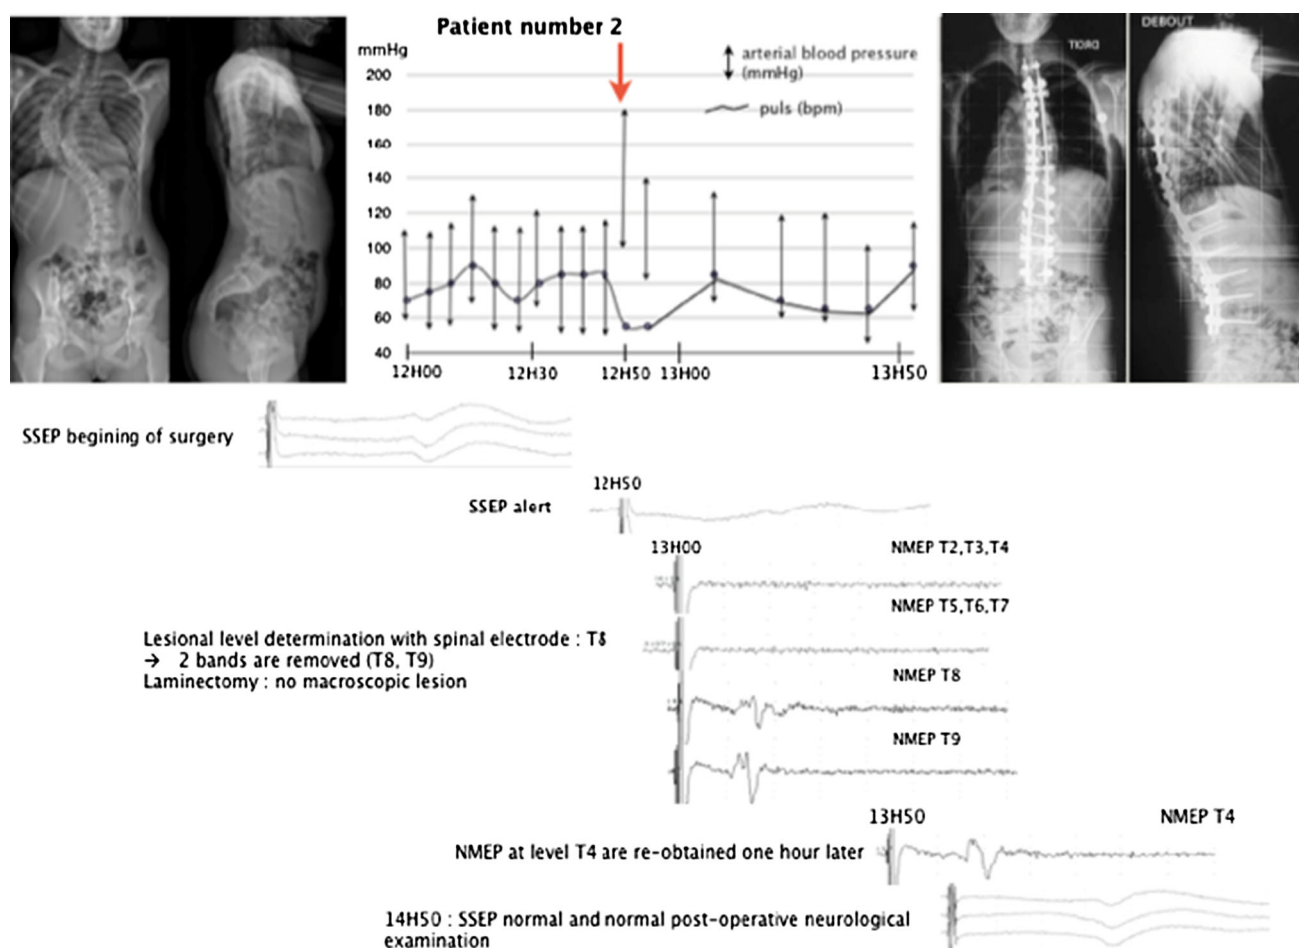 Patient number 2
mmHg
arterial blood pressure
(mmHg)
puls (bpm)
200
180
160
140
120
100
80
60
40
12H00
12H30
12H50
13H00
13H50
DROIT
DEBOUT
SSEP begining of surgery
12H50
SSEP alert
13H00
NMEP T2,T3,T4
NMEP T5,T6,T7
Lesional level determination with spinal electrode : T8
→ 2 bands are removed (T8, T9)
Laminectomy : no macroscopic lesion
NMEP T8
NMEP T9
13H50
NMEP T4
NMEP at level T4 are re-obtained one hour later
14H50 : SSEP normal and normal post-operative neurological
examination